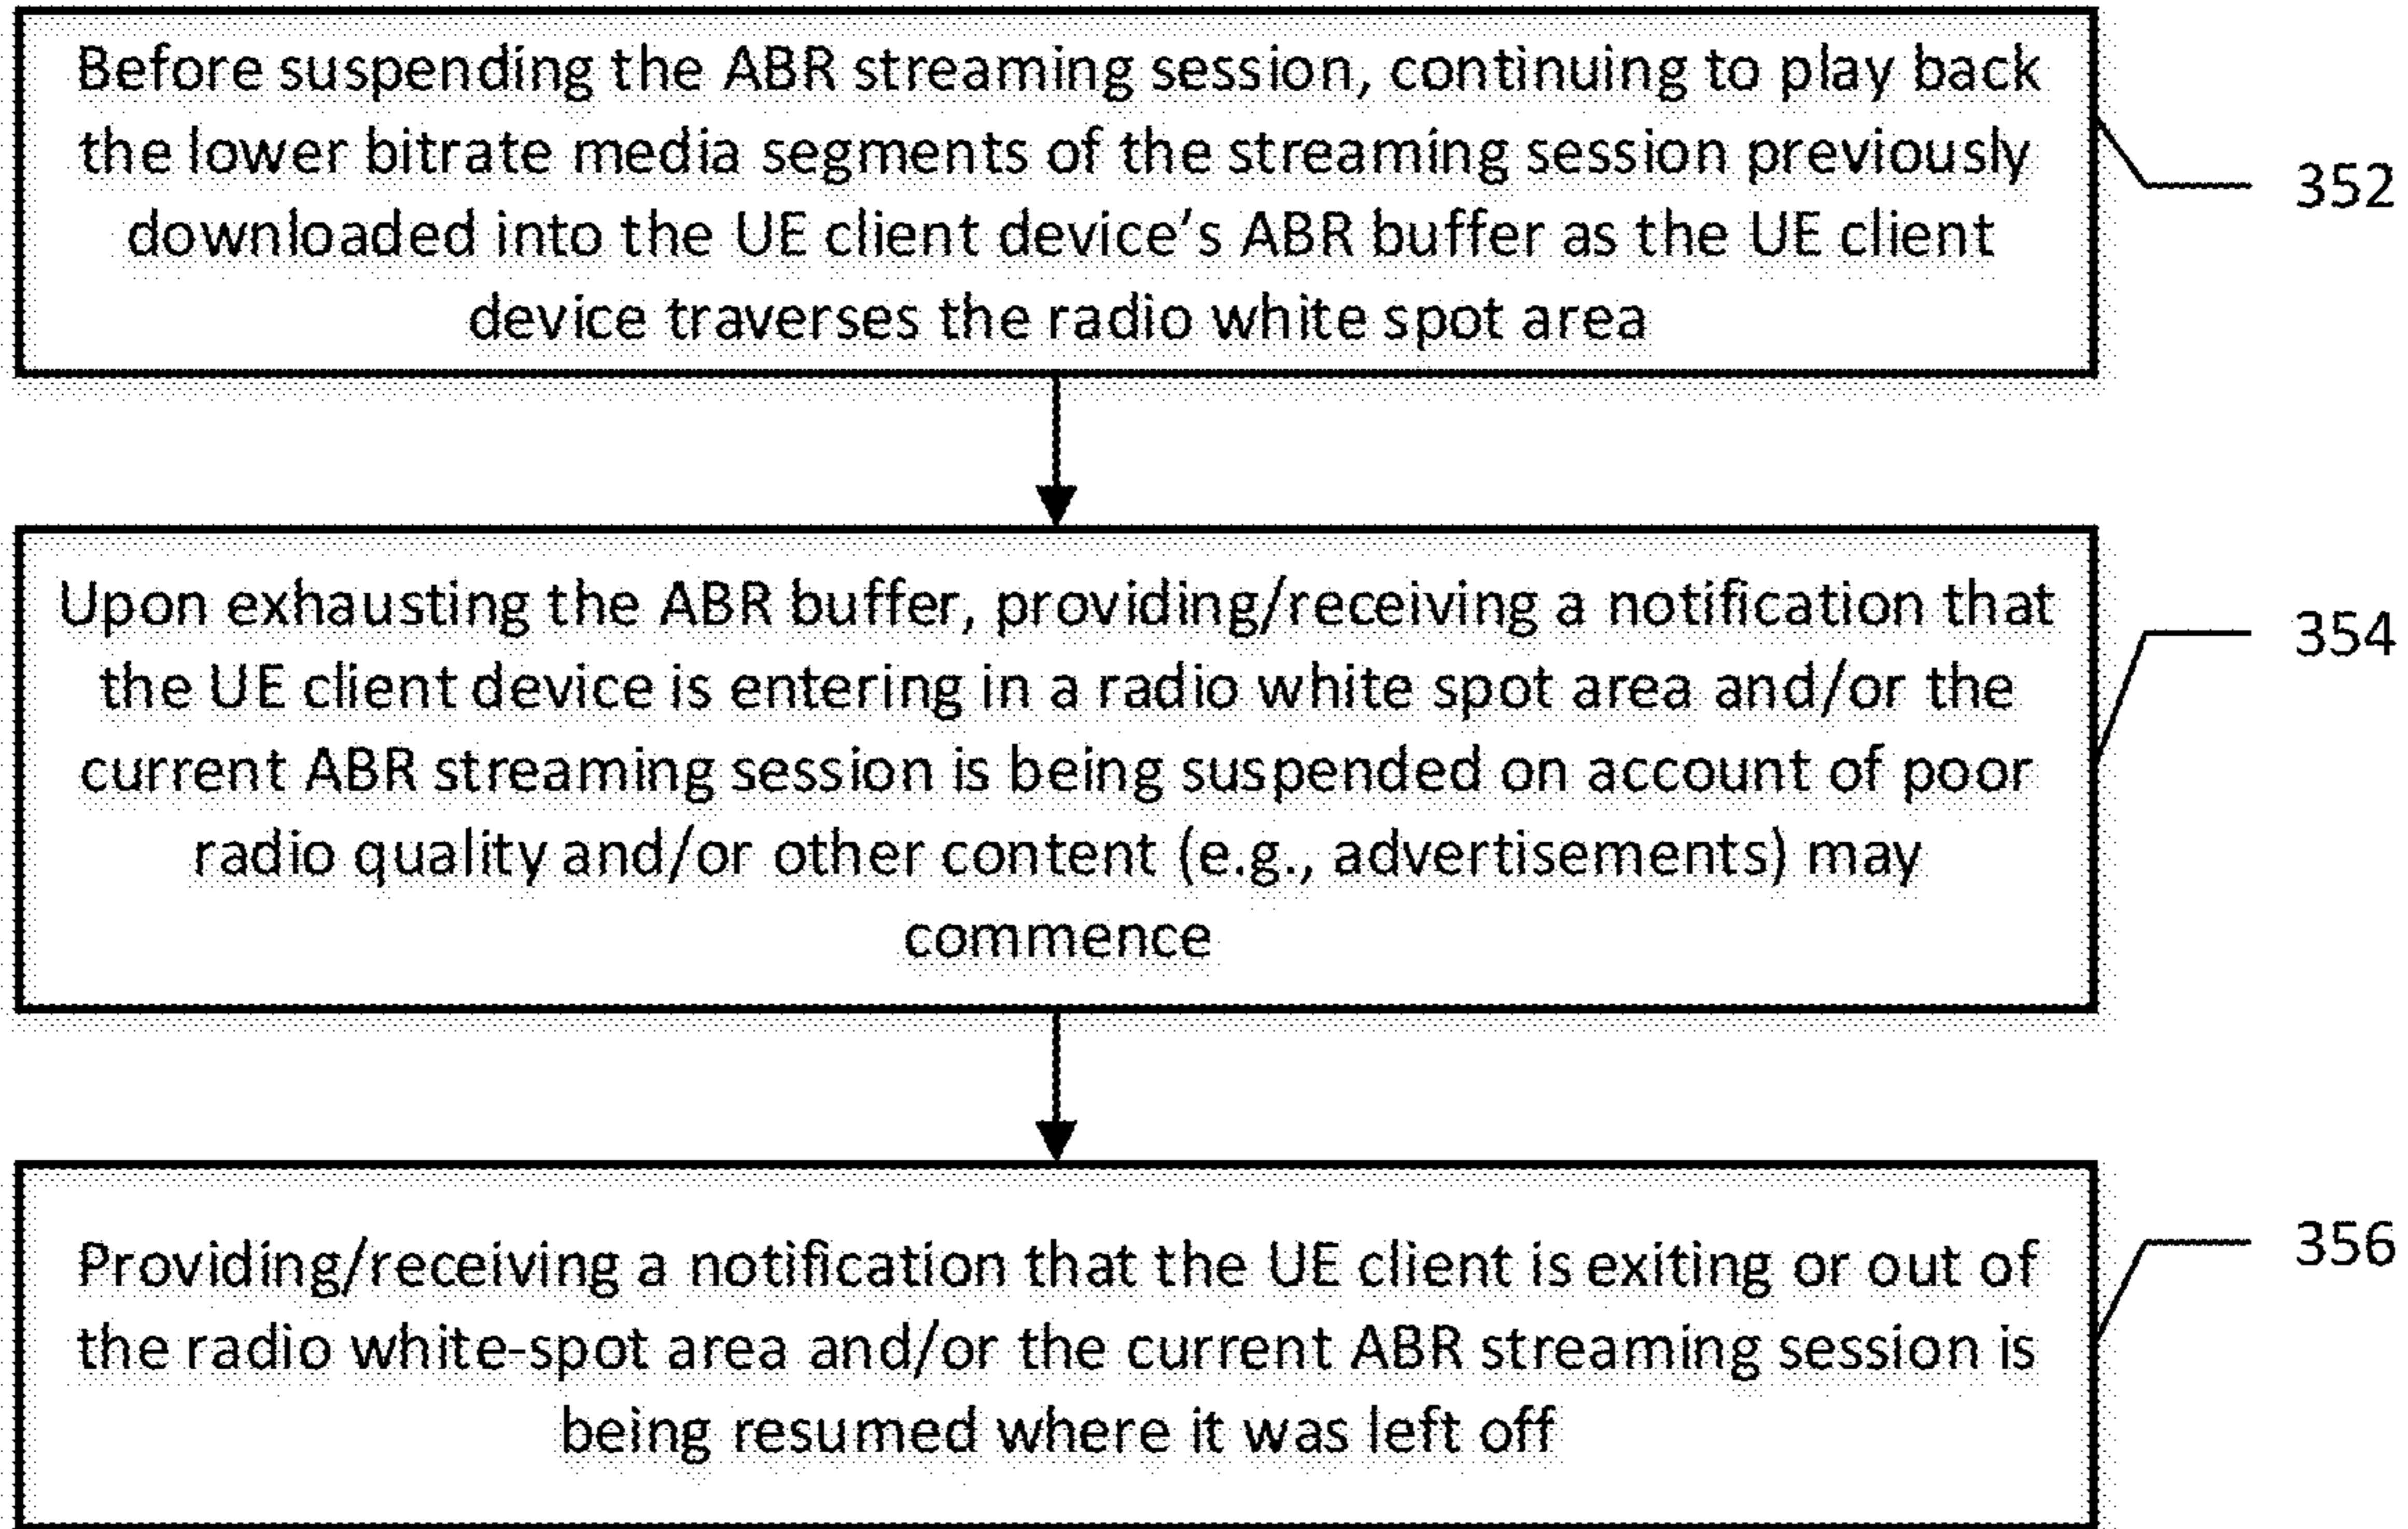 Before suspending the ABR streaming session, continuing to play back
the lower bitrate media segments of the streaming session previously
downloaded into the UE client device's ABR buffer as the UE client
device traverses the radio white spot area
352
Upon exhausting the ABR buffer, providing/receiving a notification that
the UE client device is entering in a radio white spot area and/or the
current ABR streaming session is being suspended on account of poor
radio quality and/or other content (e.g., advertisements) may
commence
354
Providing/receiving a notification that the UE client is exiting or out of
the radio white-spot area and/or the current ABR streaming session is
being resumed where it was left off
356